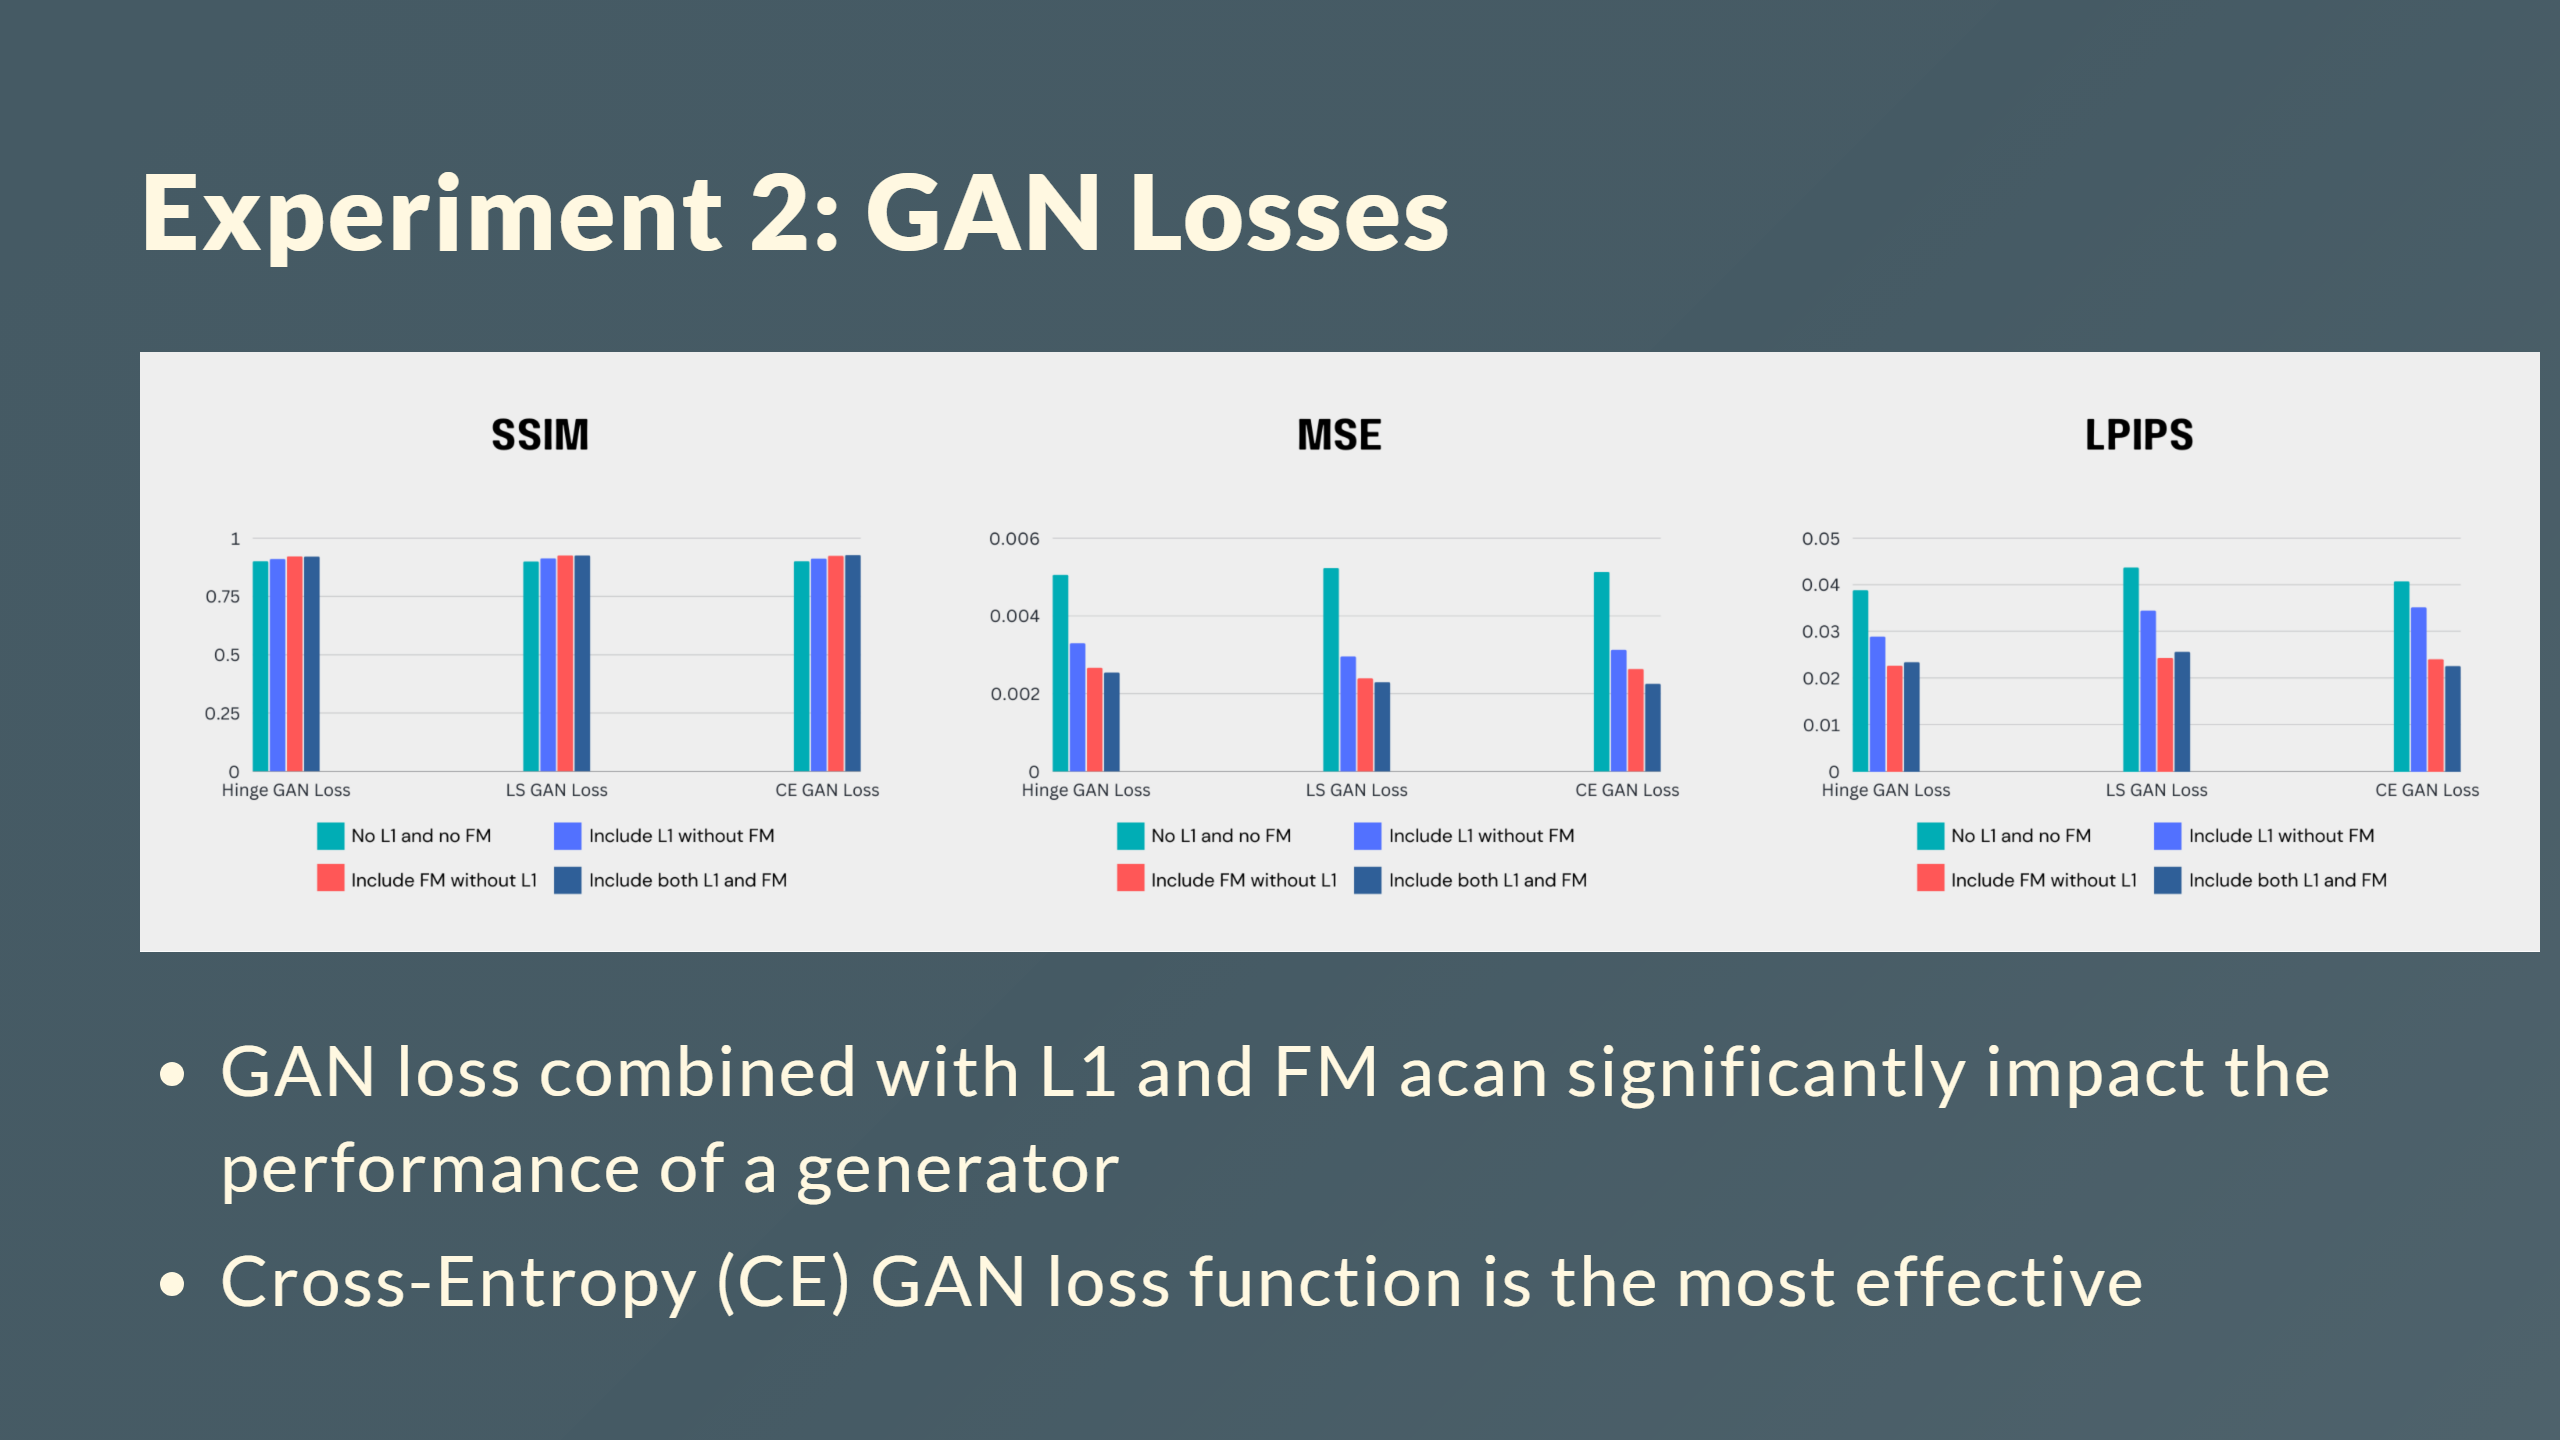 Experiment 2: GAN Losses
SSIM
1
0.75
0.5
0.25
0
Hinge GAN Loss LS GAN Loss CE GAN Loss
No L1 and no FM Include L1 without FM
Include FM without L1 Include both L1 and FM
MSE
0.006
0.004
0.002
0
Hinge GAN Loss LS GAN Loss CE GAN Loss
No L1 and no FM Include L1 without FM
Include FM without L1 Include both L1 and FM
LPIPS
0.05
0.04
0.03
0.02
0.01
0
Hinge GAN Loss LS GAN Loss CE GAN Loss
No L1 and no FM Include L1 without FM
Include FM without L1 Include both L1 and FM
• GAN loss combined with L1 and FM acan significantly impact the
performance of a generator
• Cross-Entropy (CE) GAN loss function is the most effective